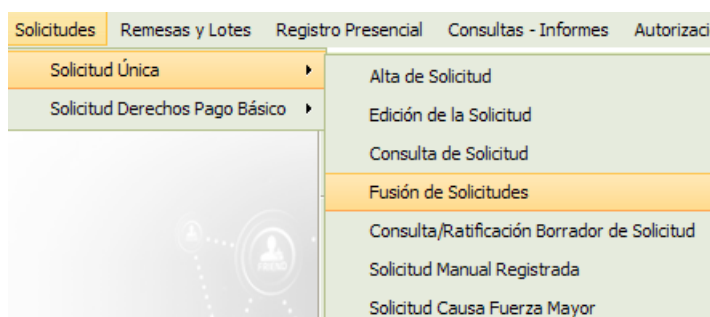 Solicitudes Remesas y Lotes Registro Presencial Consultas - Informes Autorizaci
Solicitud Única
Solicitud Derechos Pago Básico
Alta de Solicitud
Edición de la Solicitud
Consulta de Solicitud
Fusión de Solicitudes
Consulta/Ratificación Borrador de Solicitud
Solicitud Manual Registrada
Solicitud Causa Fuerza Mayor
FRIEND